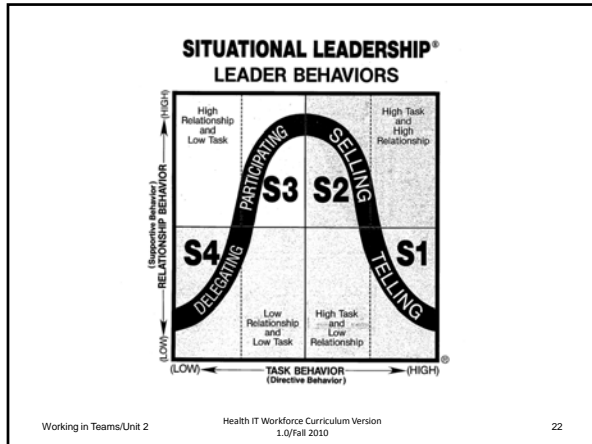 SITUATIONAL LEADERSHIP®
LEADER BEHAVIORS
(HIGH)
RELATIONSHIP BEHAVIOR
(Supportive Behavior)
(LOW)
High
Relationship
and
Low Task
High Task
and
High
Relationship
PARTICIPATING
SELLING
S3
S2
S4
S1
DELEGATING
TELLING
Low
Relationship
and
Low Task
High Task
and
Low
Relationship
®
(LOW)
TASK BEHAVIOR
(HIGH)
(Directive Behavior)
Working in Teams/Unit 2
Health IT Workforce Curriculum Version
1.0/Fall 2010
22